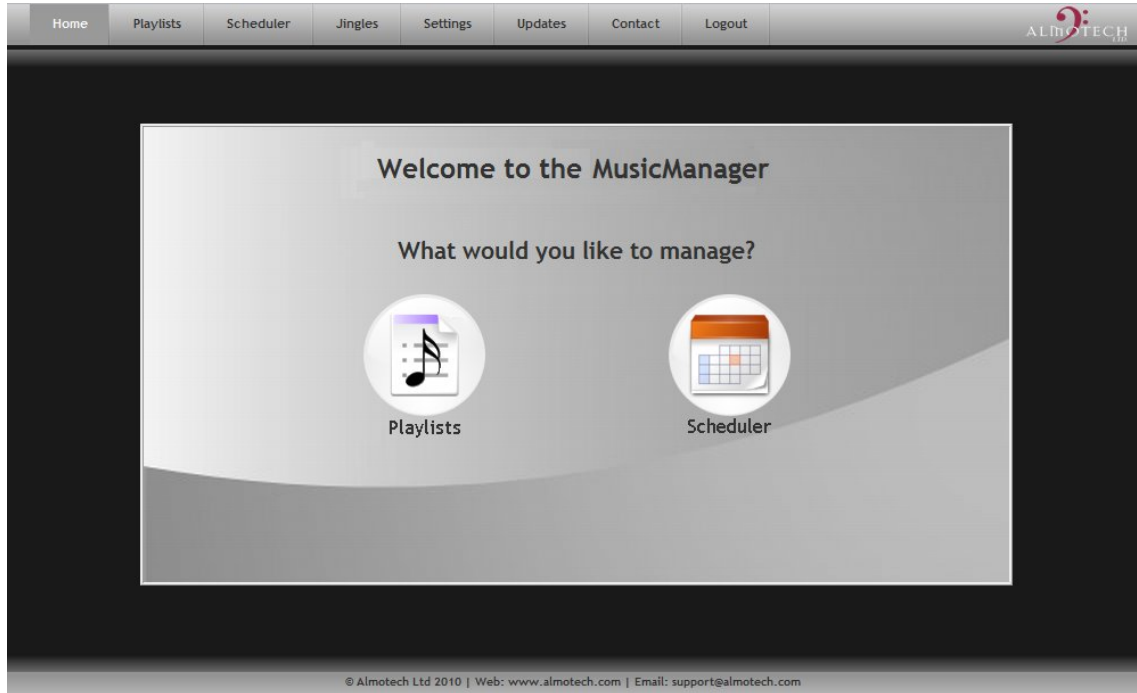 Home Playlists Scheduler Jingles Settings Updates Contact Logout
ALMOTECH
LTD
Welcome to the MusicManager
What would you like to manage?
Playlists Scheduler
© Almotech Ltd 2010 | Web: www.almotech.com | Email: support@almotech.com